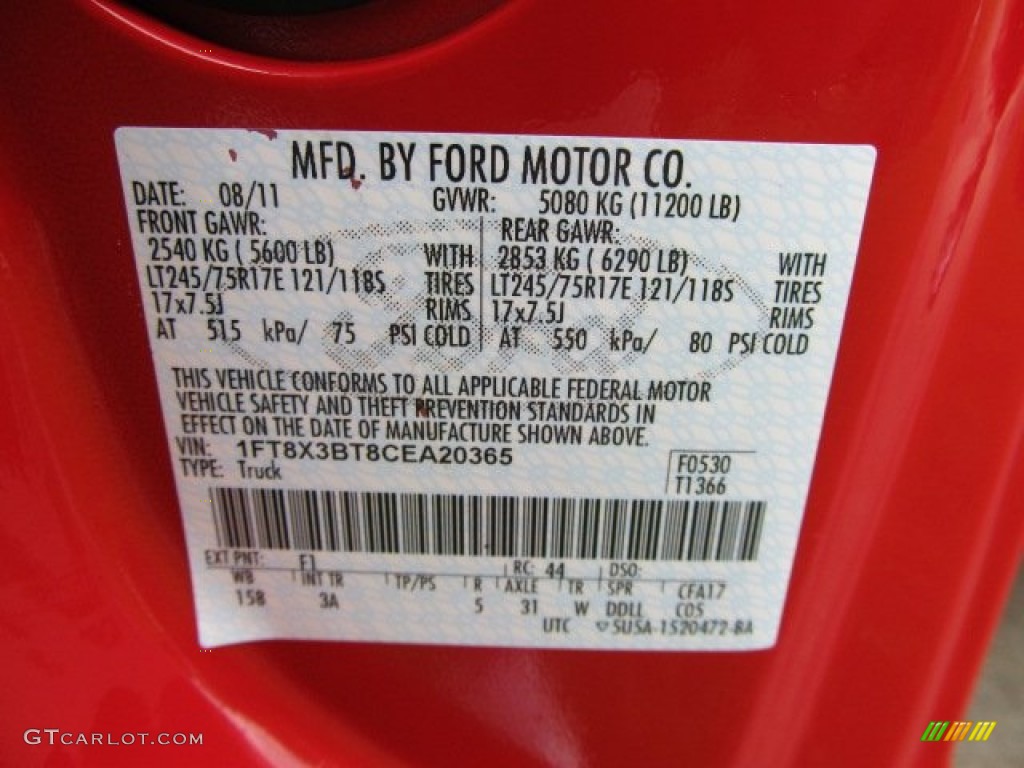 MFD. BY FORD MOTOR CO.
DATE: 08/11 GVWR: 5080 KG (11200 LB)
FRONT GAWR: REAR GAWR:
2540 KG ( 5600 LB) WITH 2853 KG ( 6290 LB) WITH
LT245/75R17E 121/118S TIRES LT245/75R17E 121/118S TIRES
17x7.5J RIMS 17x7.5J RIMS
AT 515 kPa/ 75 PSI COLD AT 550 kPa/ 80 PSI COLD
THIS VEHICLE CONFORMS TO ALL APPLICABLE FEDERAL MOTOR
VEHICLE SAFETY AND THEFT PREVENTION STANDARDS IN
EFFECT ON THE DATE OF MANUFACTURE SHOWN ABOVE.
VIN: 1FT8X3BT8CEA20365
TYPE: Truck
F0530
T1366
EXT PNT: F1 RC: 44 DSO:
WB INT TR TP/PS R AXLE TR SPR CFA17
158 3A 5 31 W DDLL C05
UTC 5U5A-1520472-BA
GTCARLOT.COM